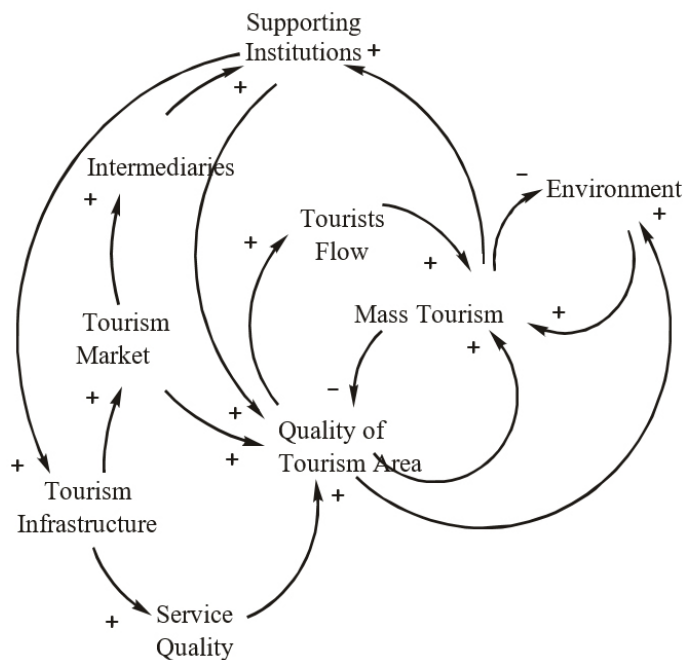 Supporting
Institutions +
+
Intermediaries
+
-
Environment
+
Tourists
Flow
+
+
Mass Tourism
+
+
Tourism
Market
+
-
+
Quality of
Tourism Area
+
+
+
Tourism
Infrastructure
+
Service
Quality